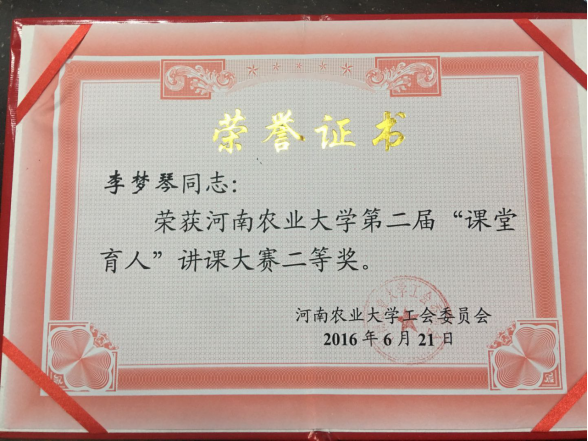 荣誉证书
李梦琴同志：
荣获河南农业大学第二届“课堂
育人”讲课大赛二等奖。
河南农业大学工会委员会
2016年6月21日